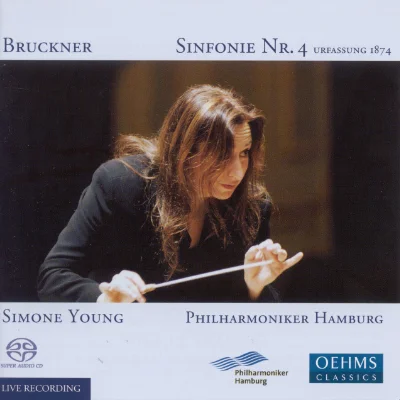 BRUCKNER SINFONIE NR. 4 URFASSUNG 1874
SIMONE YOUNG PHILHARMONIKER HAMBURG
SUPER AUDIO CD
Philharmoniker
Hamburg
OEHMS
CLASSICS
LIVE RECORDING